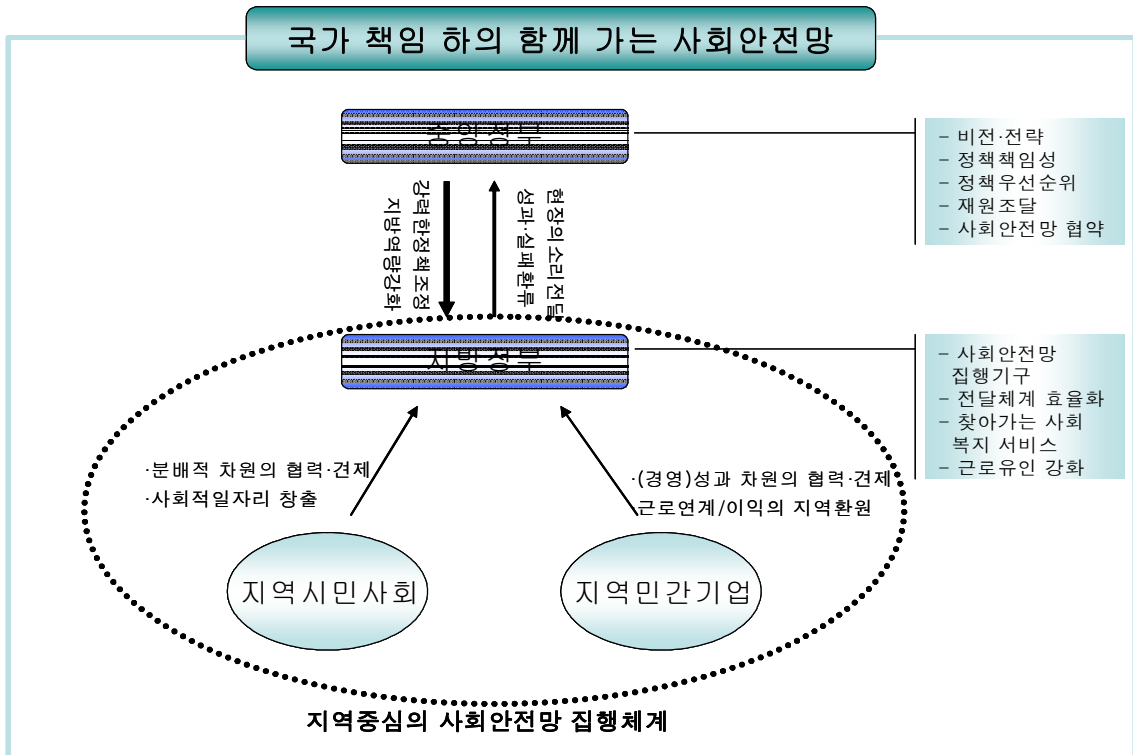 국가 책임 하의 함께 가는 사회안전망
중앙정부
- 비전·전략
- 정책책임성
- 정책우선순위
- 재원조달
- 사회안전망 협약
강력한정책조정
지방역량강화
현장의소리전달
성과·실패환류
지방정부
- 사회안전망
집행기구
- 전달체계 효율화
- 찾아가는 사회
복지 서비스
- 근로유인 강화
·분배적 차원의 협력·견제
·사회적일자리 창출
·(경영)성과 차원의 협력·견제
근로연계/이익의 지역환원
지역시민사회
지역민간기업
지역중심의 사회안전망 집행체계